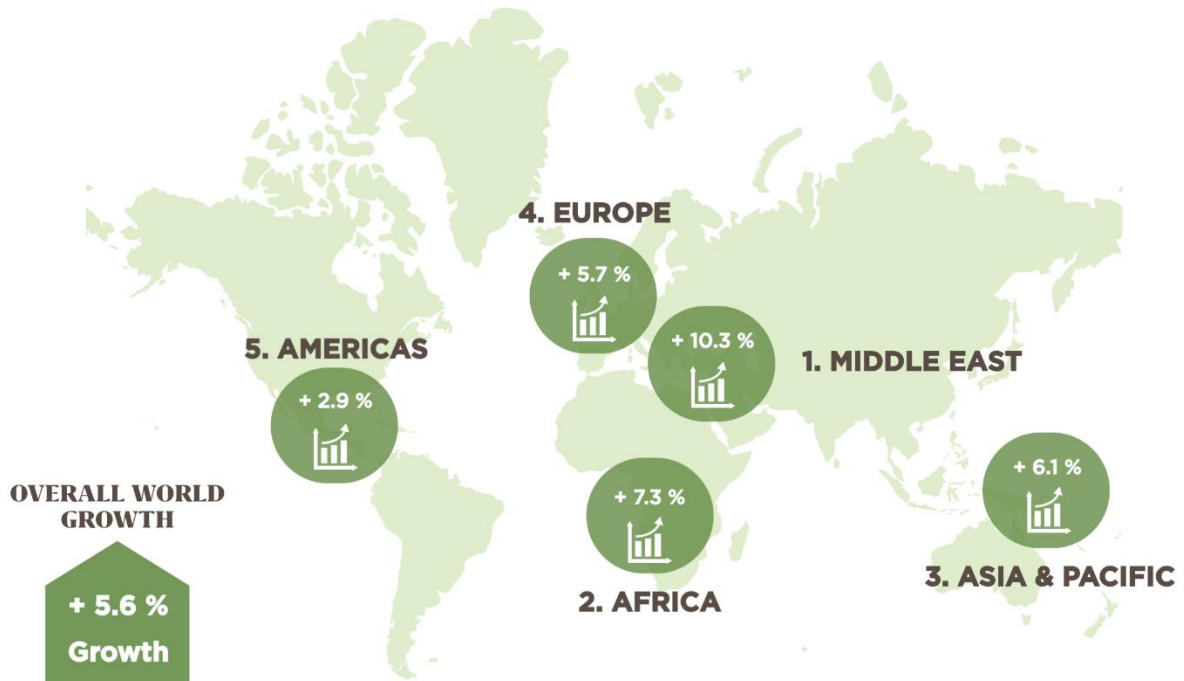 4. EUROPE
+ 5.7 %
+ 10.3 %
1. MIDDLE EAST
5. AMERICAS
+ 2.9 %
+ 6.1 %
3. ASIA & PACIFIC
+ 7.3 %
2. AFRICA
OVERALL WORLD
GROWTH
+ 5.6 %
Growth